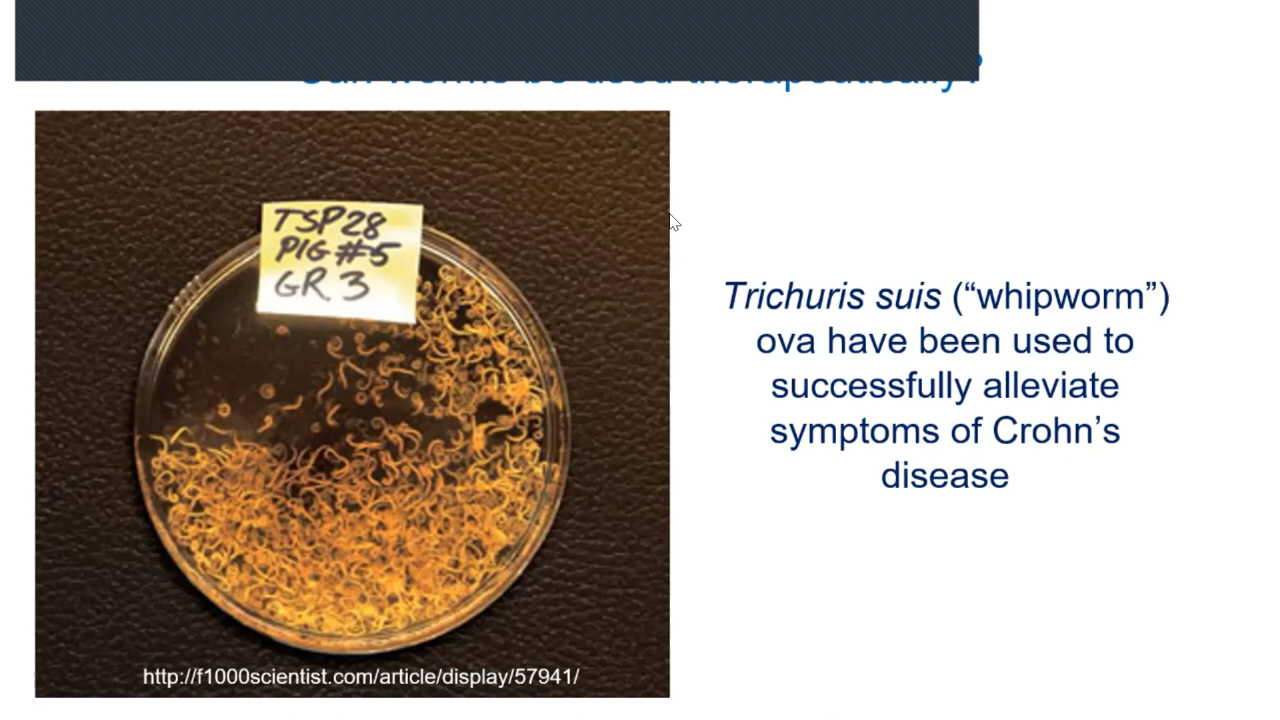 Can worms be used therapeutically?
TSP28
PIG #5
GR 3
Trichuris suis (“whipworm”)
ova have been used to
successfully alleviate
symptoms of Crohn’s
disease
http://f1000scientist.com/article/display/57941/